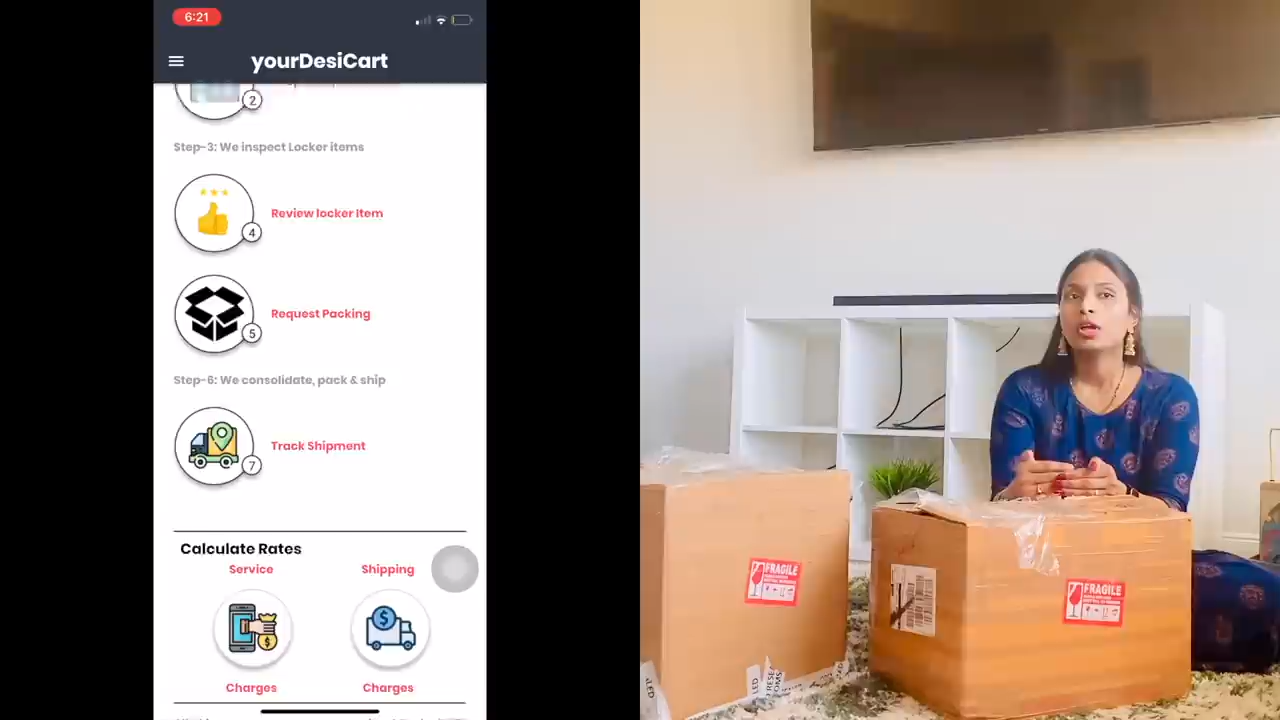 6:21
yourDesiCart
2
Step-3: We inspect Locker items
Review locker Item
4
Request Packing
5
Step-6: We consolidate, pack & ship
Track Shipment
7
Calculate Rates
Service
Shipping
Charges
Charges
FRAGILE
FRAGILE